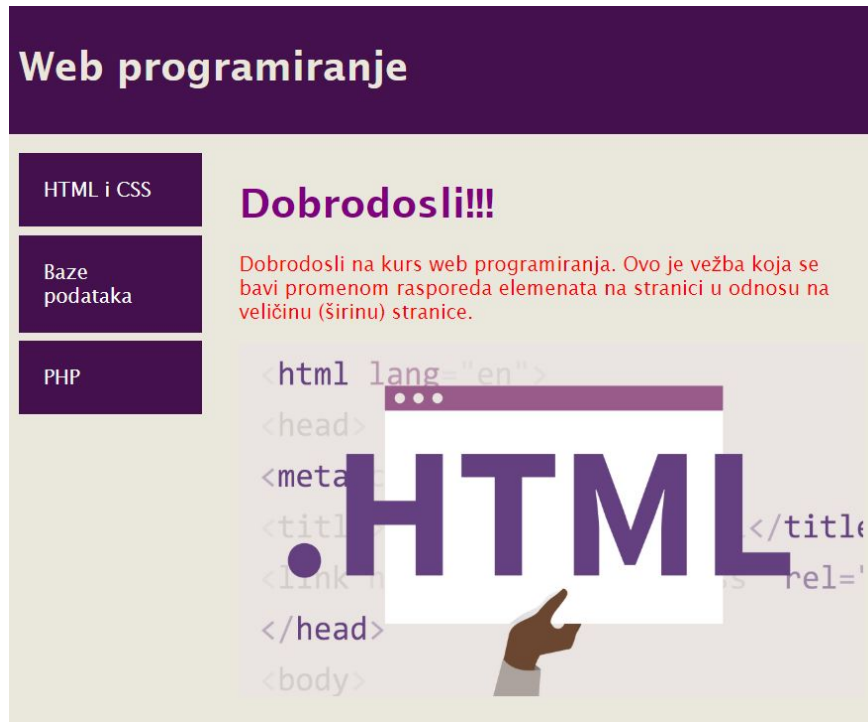 Web programiranje
HTML i CSS
Baze
podataka
PHP
Dobrodosli!!!
Dobrodosli na kurs web programiranja. Ovo je vežba koja se
bavi promenom rasporeda elemenata na stranici u odnosu na
veličinu (širinu) stranice.
<html lang="en">
<head>
<meta
</title
rel="
</head>
<body>
.HTML